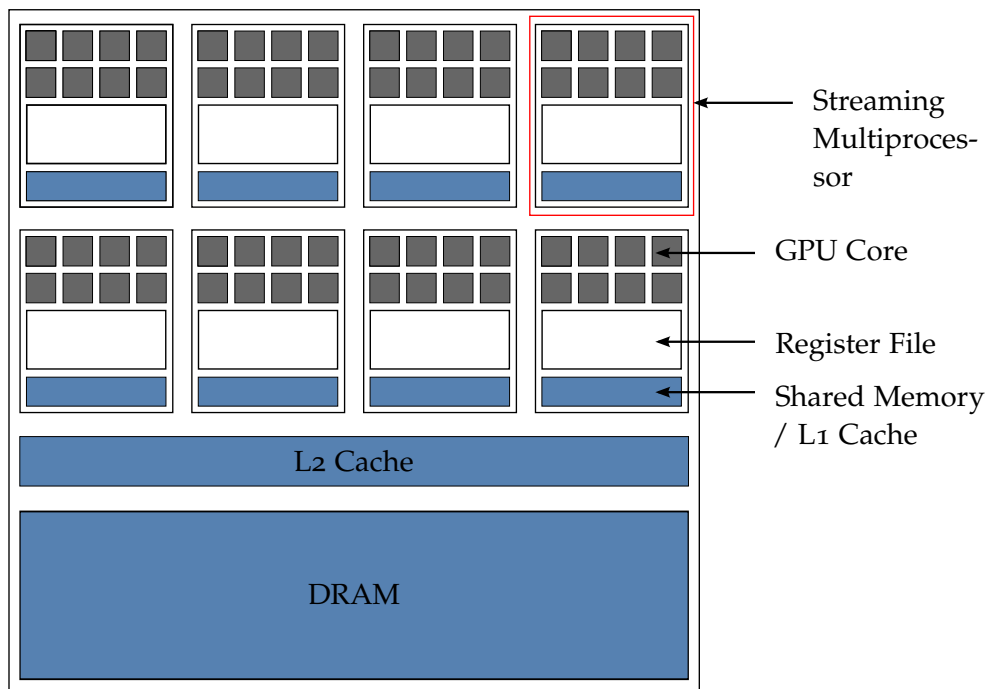 Streaming
Multiproces-
sor
GPU Core
Register File
Shared Memory
/ L1 Cache
L2 Cache
DRAM